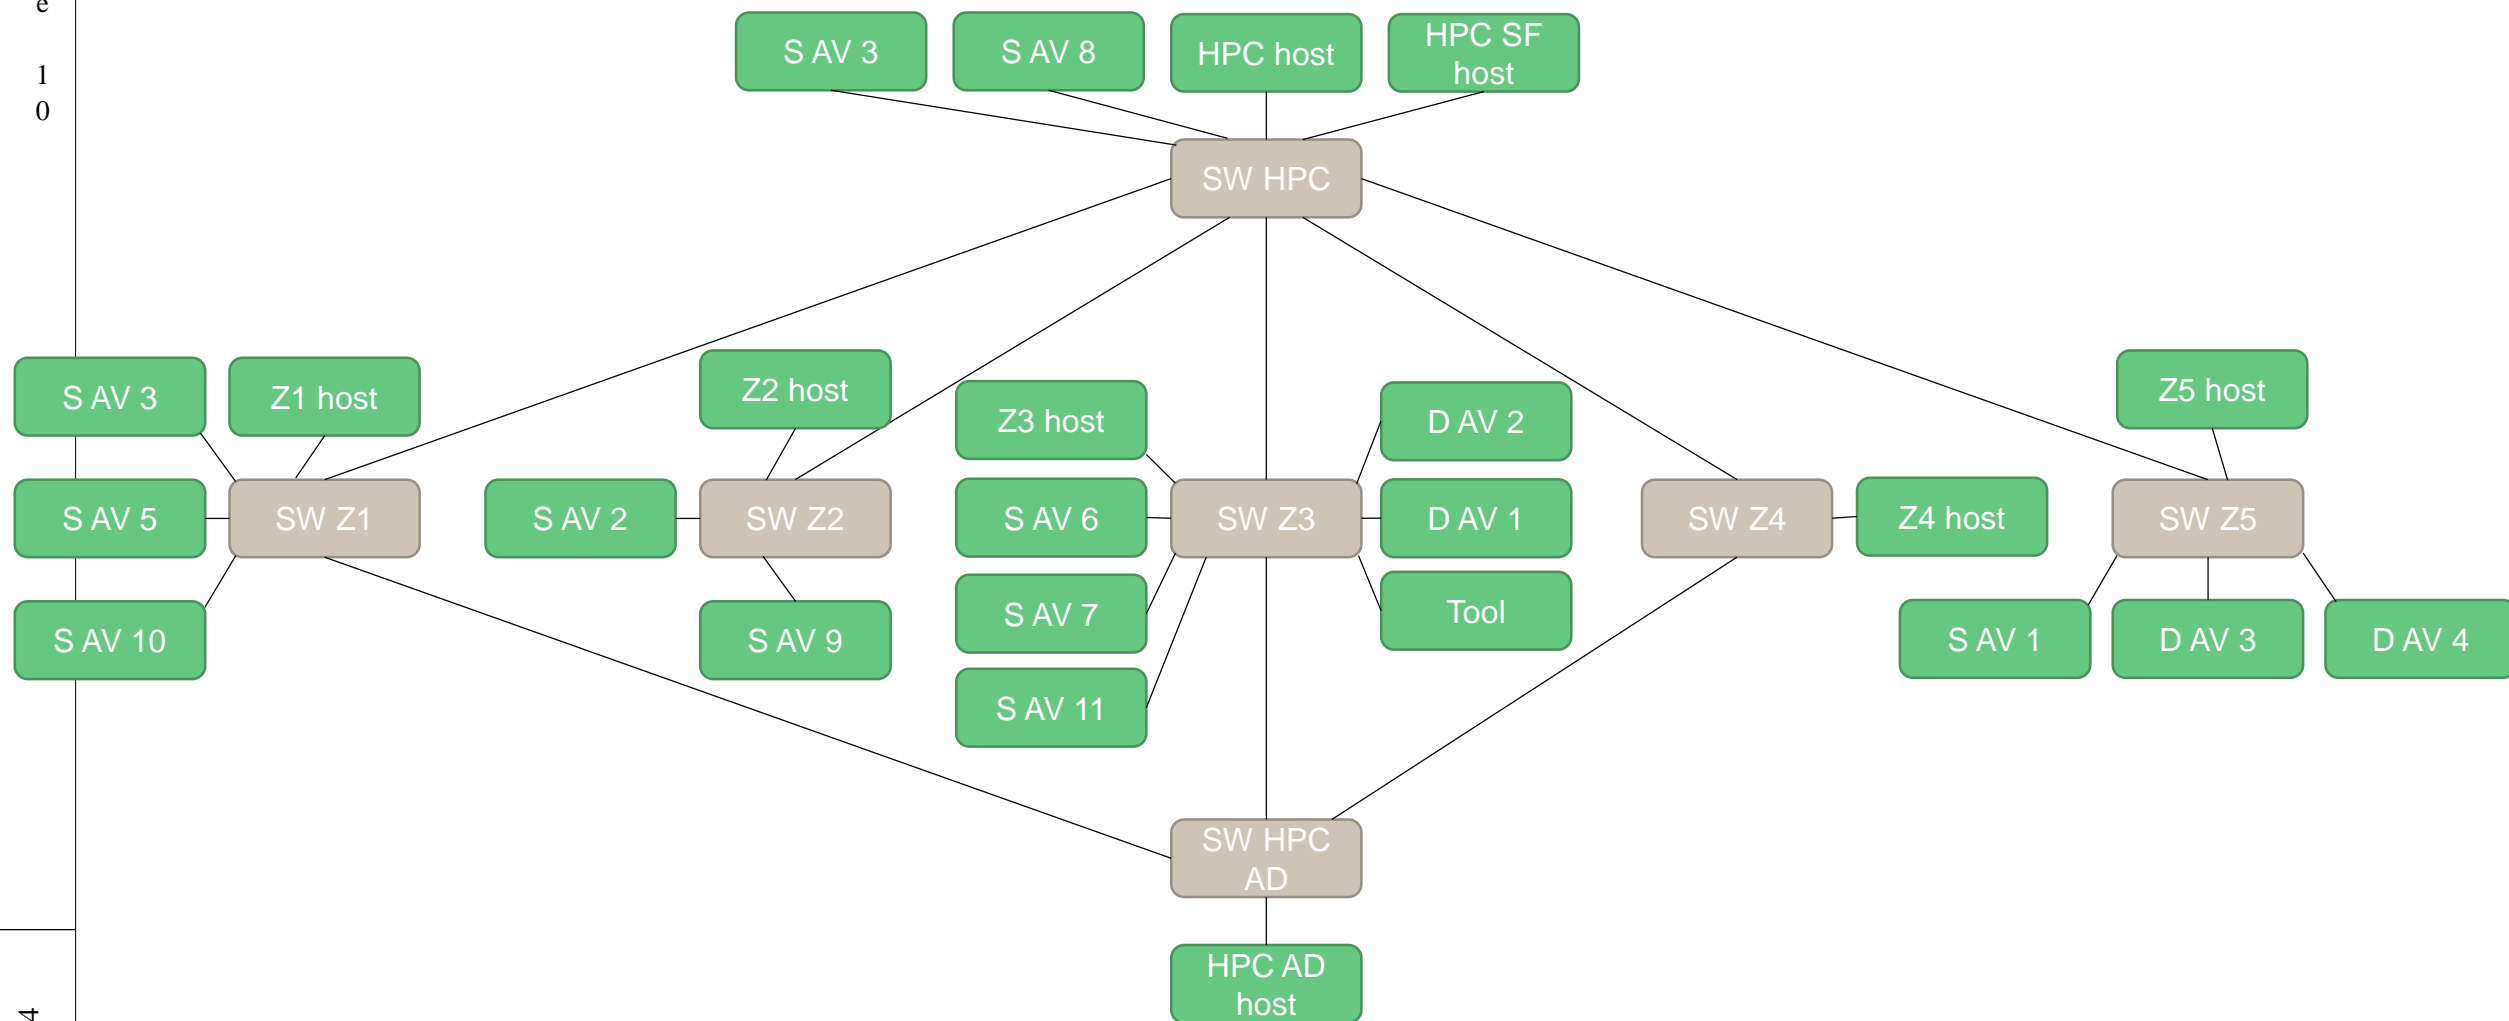 e
1
0
S AV 3
S AV 8
HPC host
HPC SF
host
SW HPC
S AV 3
Z1 host
Z2 host
Z3 host
D AV 2
Z5 host
S AV 5
SW Z1
S AV 2
SW Z2
S AV 6
SW Z3
D AV 1
SW Z4
Z4 host
SW Z5
S AV 10
S AV 9
S AV 7
Tool
S AV 1
D AV 3
D AV 4
S AV 11
SW HPC
AD
HPC AD
host
4